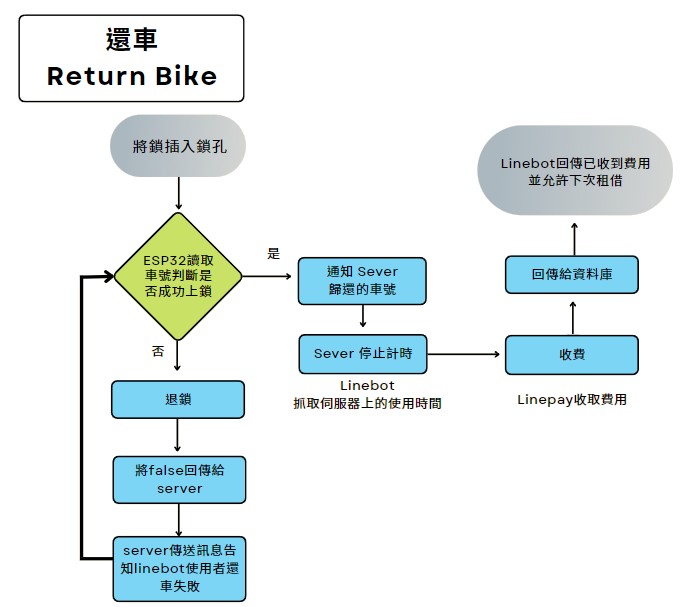 還車
Return Bike
將鎖插入鎖孔
ESP32讀取
車號判斷是
否成功上鎖
是
通知 Sever
歸還的車號
Sever 停止計時
Linebot
抓取伺服器上的使用時間
收費
Linepay收取費用
回傳給資料庫
Linebot回傳已收到費用
並允許下次租借
否
退鎖
將false回傳給
server
server傳送訊息告
知linebot使用者還
車失敗